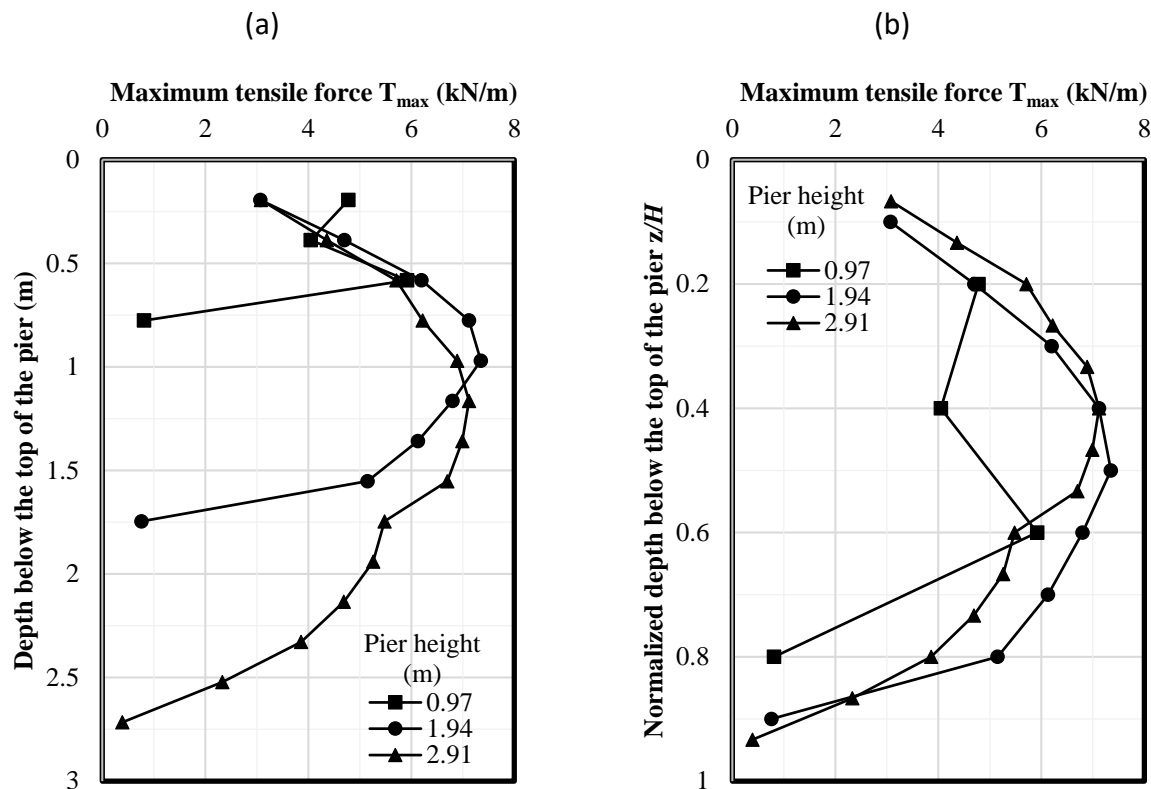 (a)
Maximum tensile force Tmax (kN/m)
0 2 4 6 8
0
0.5
1
1.5
2
2.5
3
Depth below the top of the pier (m)
Pier height
(m)
0.97
1.94
2.91
(b)
Maximum tensile force Tmax (kN/m)
0 2 4 6 8
0
0.2
0.4
0.6
0.8
1
Normalized depth below the top of the pier z/H
Pier height
(m)
0.97
1.94
2.91